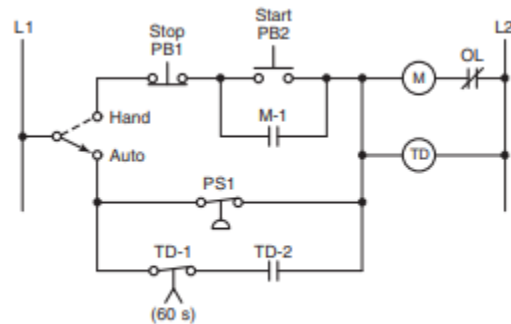 L1
Stop
PB1
Start
PB2
L2
OL
M
Hand
M-1
Auto
TD
PS1
TD-1
TD-2
(60 s)